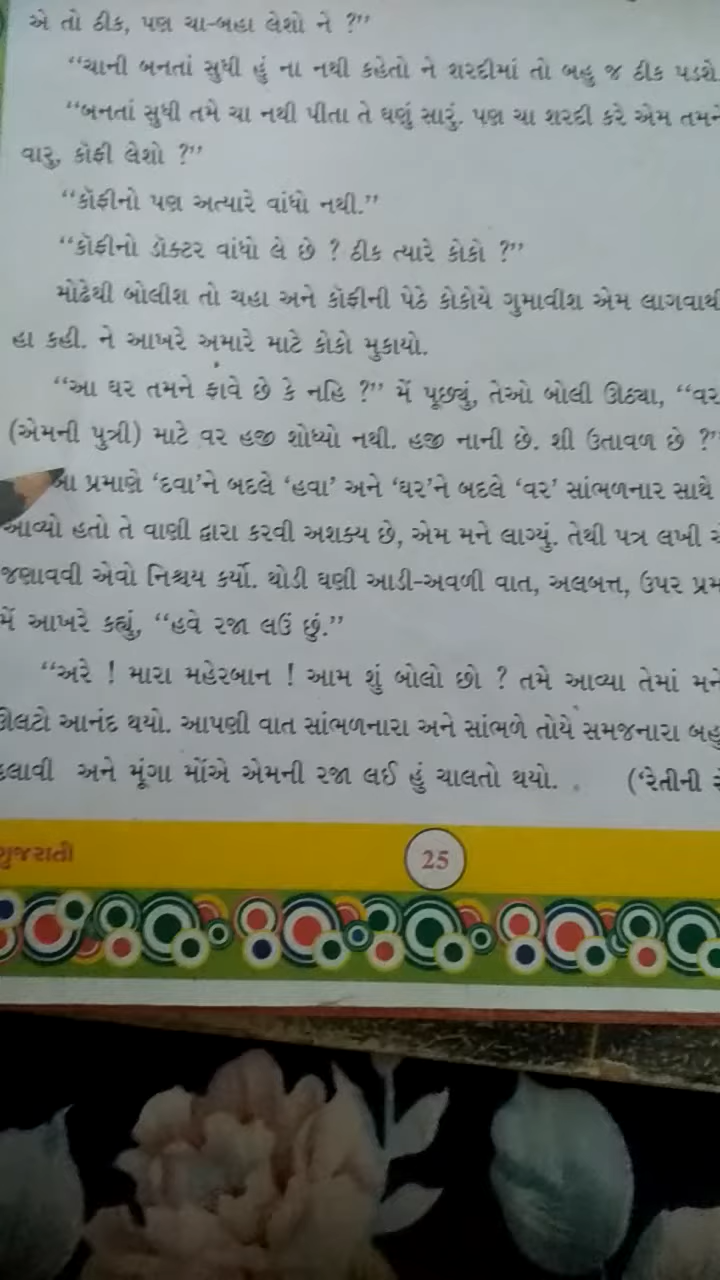 એ તો ઠીક, પણ ચા-બહા લેશો ને ?”
“ચાની બનતાં સુધી હું ના નથી કહેતો ને શરદીમાં તો બહુ જ ઠીક પડશે
“બનતાં સુધી તમે ચા નથી પીતા તે ઘણું સારું. પણ ચા શરદી કરે એમ તમને
વારુ, કૉફી લેશો ?”
“કૉફીનો પણ અત્યારે વાંધો નથી.”
“કૉફીનો ડૉક્ટર વાંધો લે છે ? ઠીક ત્યારે કોકો ?”
મોઢેથી બોલીશ તો ચહા અને કૉફીની પેઠે કોકોયે ગુમાવીશ એમ લાગવાથી
હા કહી. ને આખરે અમારે માટે કોકો મુકાયો.
“આ ઘર તમને ફાવે છે કે નહિ ?” મેં પૂછ્યું, તેઓ બોલી ઊઠ્યા, “વર
(એમની પુત્રી) માટે વર હજી શોધ્યો નથી. હજી નાની છે. શી ઉતાવળ છે ?”
આ પ્રમાણે ‘દવા’ને બદલે ‘હવા’ અને ‘ઘર’ને બદલે ‘વર’ સાંભળનાર સાથે
આવ્યો હતો તે વાણી દ્વારા કરવી અશક્ય છે, એમ મને લાગ્યું. તેથી પત્ર લખી
જણાવવી એવો નિશ્ચય કર્યો. થોડી ઘણી આડી-અવળી વાત, અલબત્ત, ઉપર પ્રમ
મેં આખરે કહ્યું, “હવે રજા લઉં છું.”
“અરે ! મારા મહેરબાન ! આમ શું બોલો છો ? તમે આવ્યા તેમાં મને
ઊલટો આનંદ થયો. આપણી વાત સાંભળનારા અને સાંભળે તોયે સમજનારા બહુ
હલાવી અને મૂંગા મોંએ એમની રજા લઈ હું ચાલતો થયો. (‘રેતીની
ગુજરાતી
25